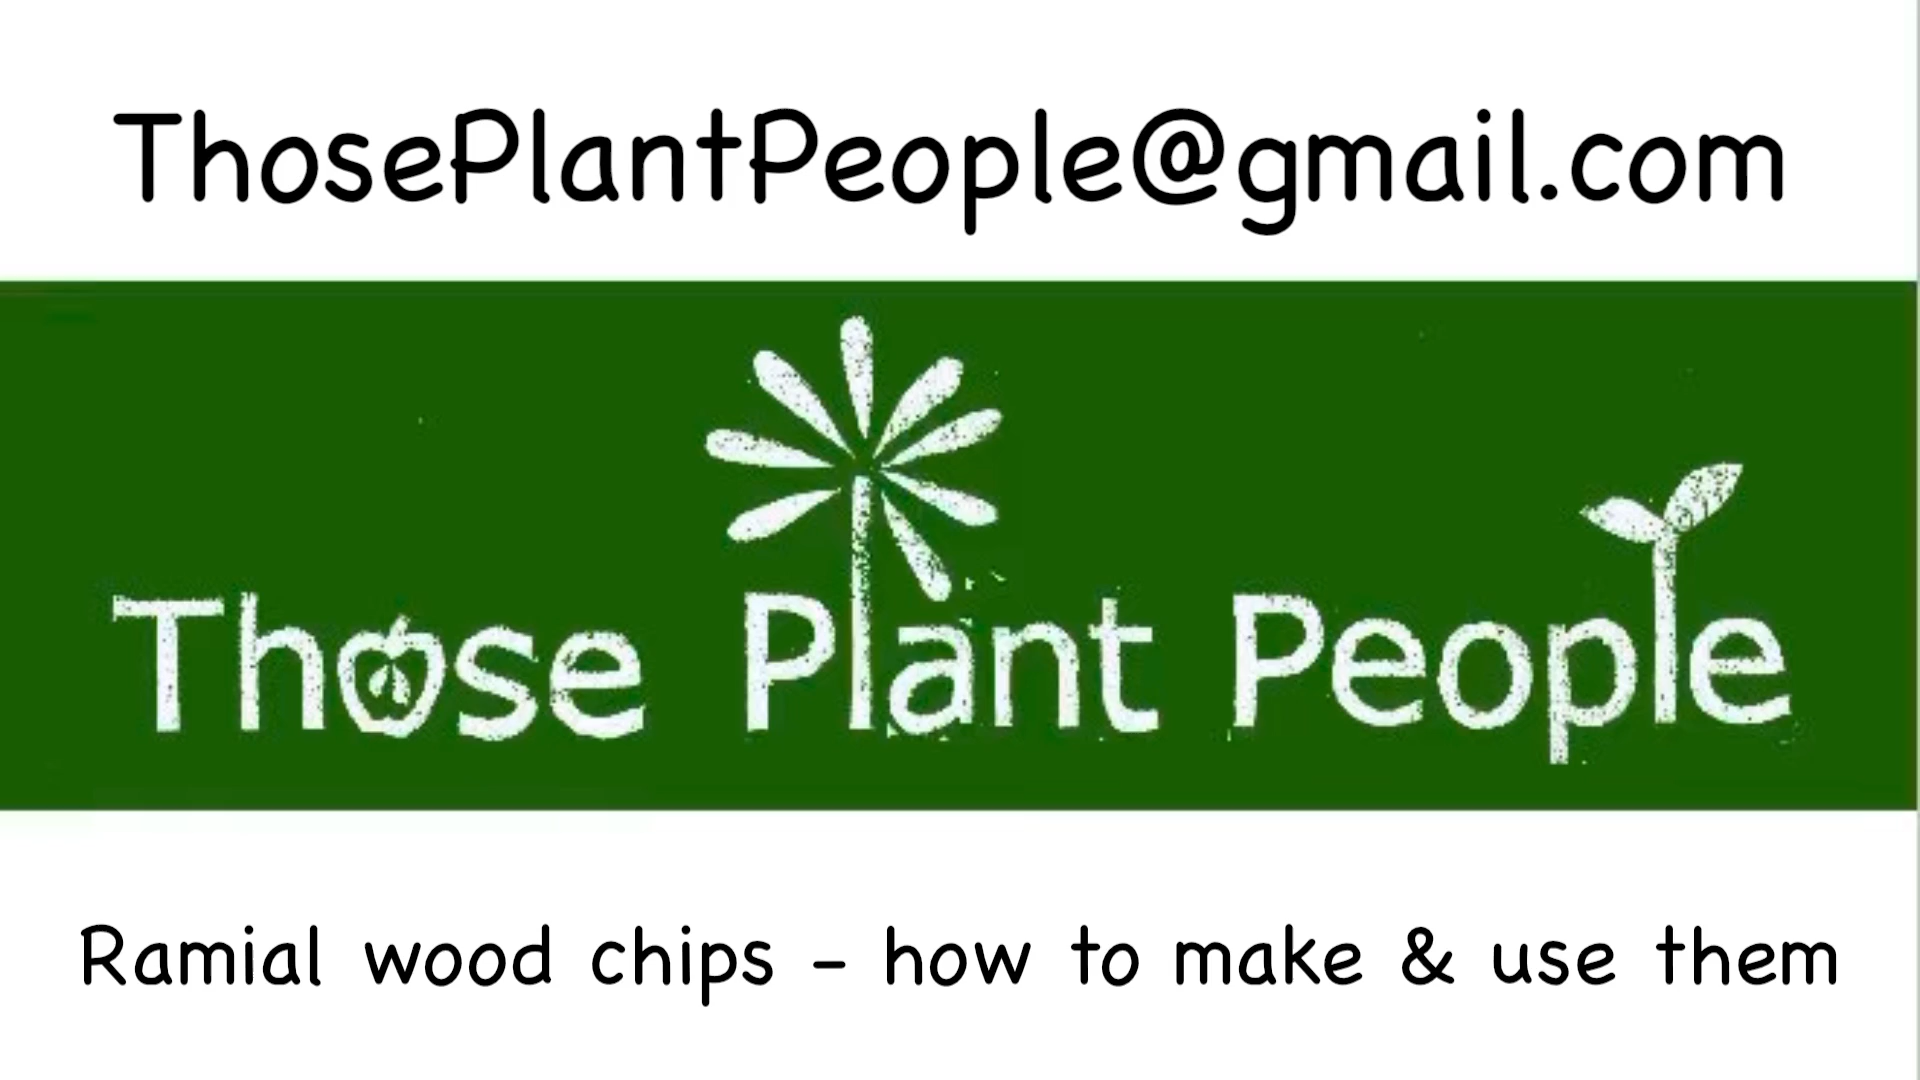 ThosePlantPeople@gmail.com
Those Plant People
Ramial wood chips - how to make & use them